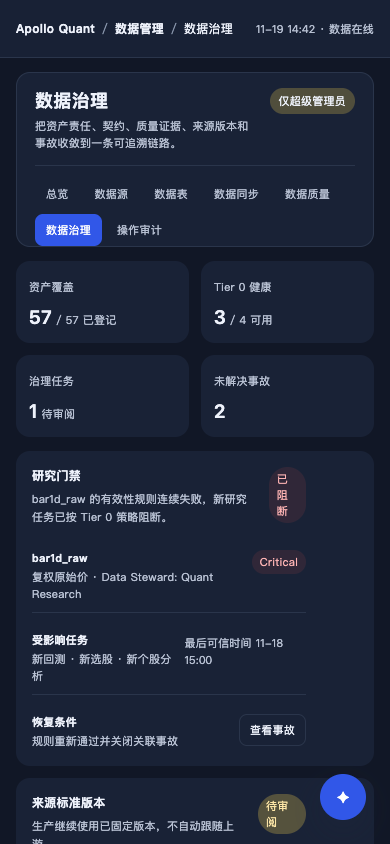 Apollo Quant / 数据管理 / 数据治理 11-19 14:42 · 数据在线
数据治理
仅超级管理员
把资产责任、契约、质量证据、来源版本和
事故收敛到一条可追溯链路。
总览 数据源 数据表 数据同步 数据质量
数据治理 操作审计
资产覆盖
57 / 57 已登记
Tier 0 健康
3 / 4 可用
治理任务
1 待审阅
未解决事故
2
研究门禁
bar1d_raw 的有效性规则连续失败，新研究
任务已按 Tier 0 策略阻断。
已
阻
断
bar1d_raw
复权原始价 · Data Steward: Quant
Research
Critical
受影响任务
新回测 · 新选股 · 新个股分
析
最后可信时间 11-18
15:00
恢复条件
规则重新通过并关闭关联事故
查看事故
来源标准版本
生产继续使用已固定版本，不自动跟随上
游
待审
阅